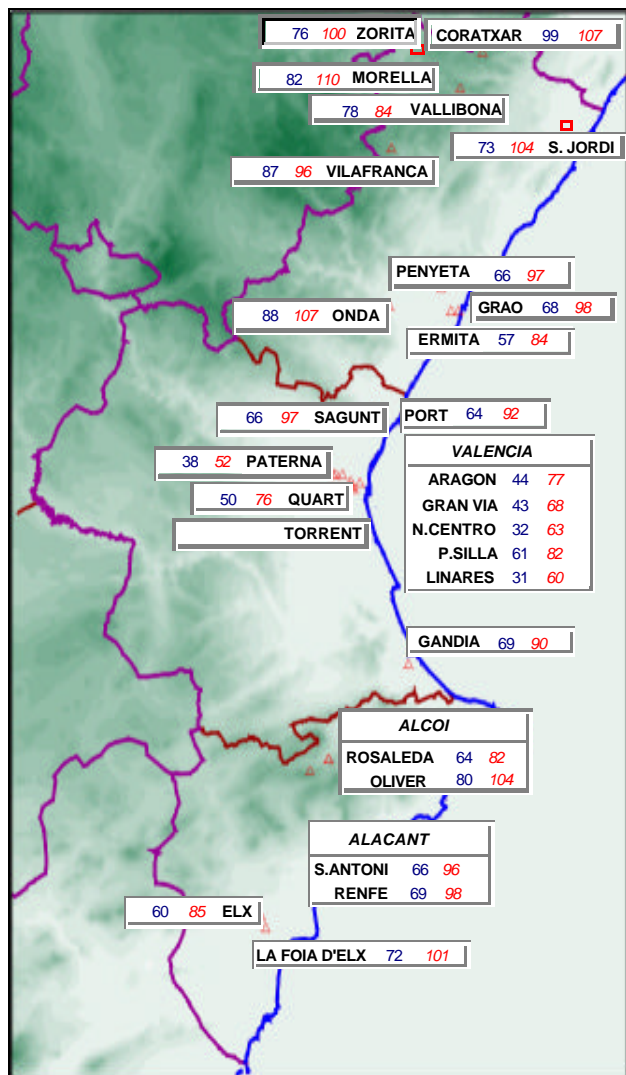 76 100 ZORITA
CORATXAR 99 107
82 110 MORELLA
78 84 VALLIBONA
73 104 S. JORDI
87 96 VILAFRANCA
PENYETA 66 97
GRAO 68 98
88 107 ONDA
ERMITA 57 84
66 97 SAGUNT
PORT 64 92
VALENCIA
ARAGON 44 77
GRAN VIA 43 68
N.CENTRO 32 63
P.SILLA 61 82
LINARES 31 60
38 52 PATERNA
50 76 QUART
TORRENT
GANDIA 69 90
ALCOI
ROSALEDA 64 82
OLIVER 80 104
ALACANT
S.ANTONI 66 96
RENFE 69 98
60 85 ELX
LA FOIA D'ELX 72 101